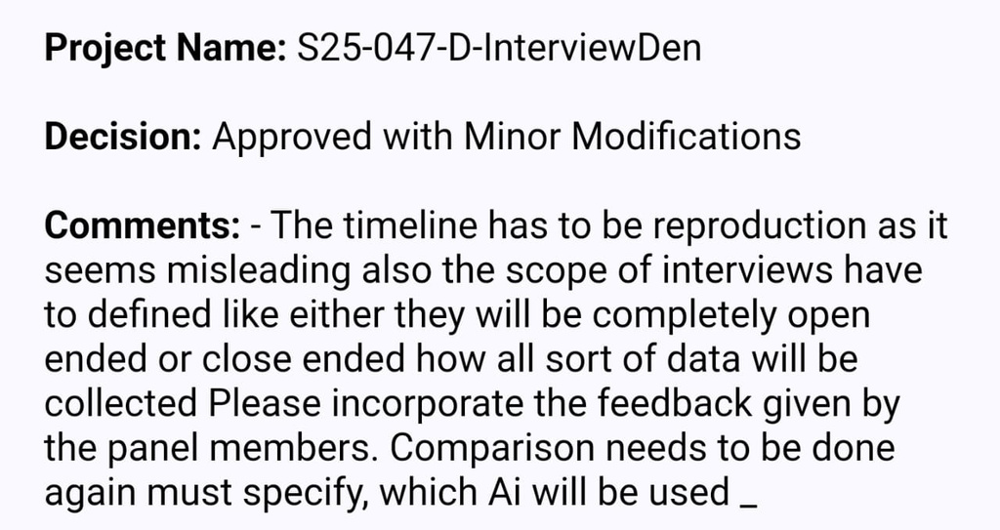 Project Name: S25-047-D-InterviewDen
Decision: Approved with Minor Modifications
Comments: - The timeline has to be reproduction as it
seems misleading also the scope of interviews have
to defined like either they will be completely open
ended or close ended how all sort of data will be
collected Please incorporate the feedback given by
the panel members. Comparison needs to be done
again must specify, which Ai will be used _